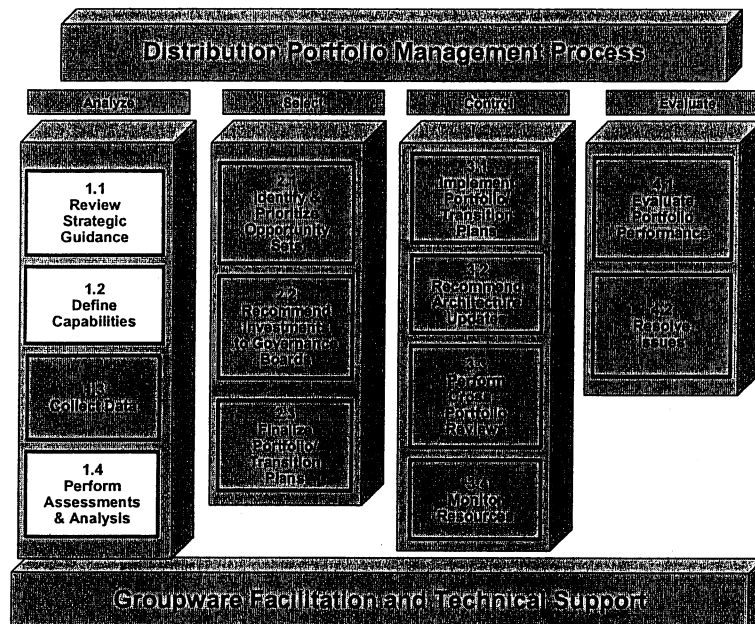 Distribution Portfolio Management Process
Analyze
Select
Control
Evaluate
1.1
Review
Strategic
Guidance
1.2
Define
Capabilities
1.3
Collect Data
1.4
Perform
Assessments
& Analysis
2.1
Identify &
Prioritize
Opportunity
Sets
2.2
Recommend
Investment
to Governance
Boards
2.3
Finalize
Portfolio/
Transition
Plans
3.1
Implement
Portfolio/
Transition
Plans
3.2
Recommend
Architecture
Updates
3.3
Perform
Cross-
Portfolio
Reviews
3.4
Monitor
Resources
4.1
Evaluate
Portfolio
Performance
4.2
Resolve
Issues
Groupware Facilitation and Technical Support